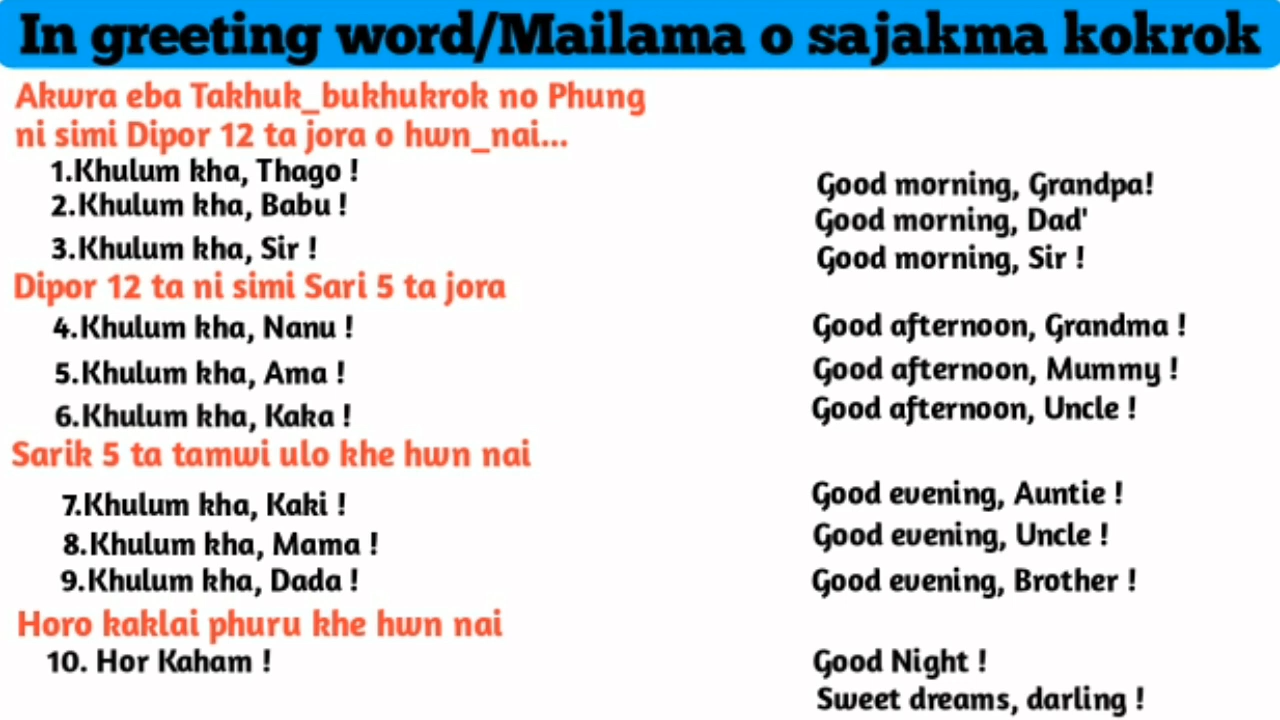 In greeting word/Mailama o sajakma kokrok
Akwra eba Takhuk_bukhukrok no Phung
ni simi Dipor 12 ta jora o hwn_nai...
1.Khulum kha, Thago !
Good morning, Grandpa!
2.Khulum kha, Babu !
Good morning, Dad'
3.Khulum kha, Sir !
Good morning, Sir !
Dipor 12 ta ni simi Sari 5 ta jora
4.Khulum kha, Nanu !
Good afternoon, Grandma !
5.Khulum kha, Ama !
Good afternoon, Mummy !
6.Khulum kha, Kaka !
Good afternoon, Uncle !
Sarik 5 ta tamwi ulo khe hwn nai
7.Khulum kha, Kaki !
Good evening, Auntie !
8.Khulum kha, Mama !
Good evening, Uncle !
9.Khulum kha, Dada !
Good evening, Brother !
Horo kaklai phuru khe hwn nai
10. Hor Kaham !
Good Night !
Sweet dreams, darling !